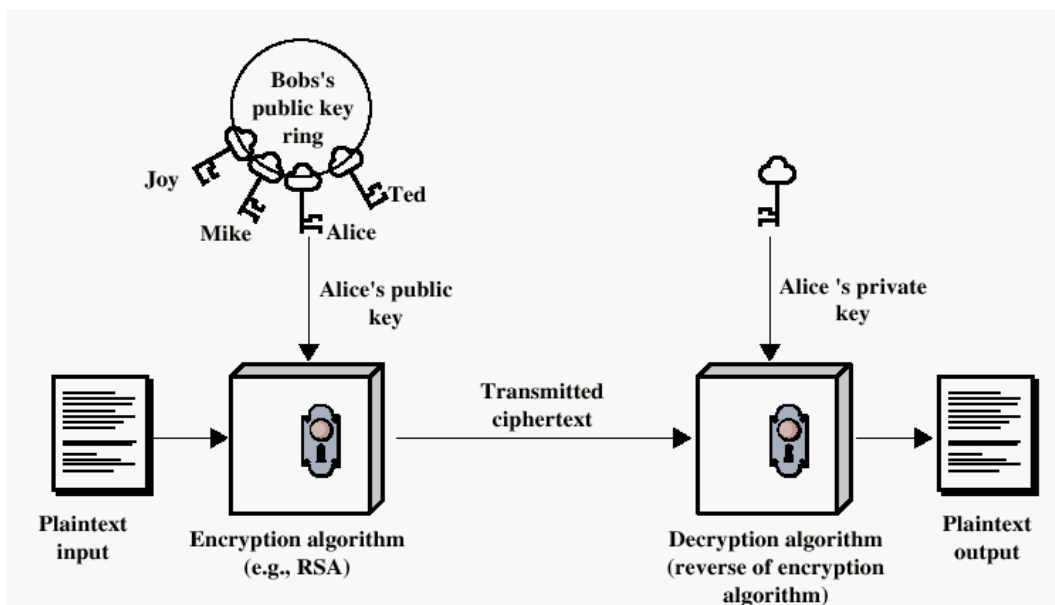 Bobs's
public key
ring
Joy
Ted
Mike
Alice
Alice's public
key
Alice 's private
key
Transmitted
ciphertext
Plaintext
input
Encryption algorithm
(e.g., RSA)
Decryption algorithm
(reverse of encryption
algorithm)
Plaintext
output